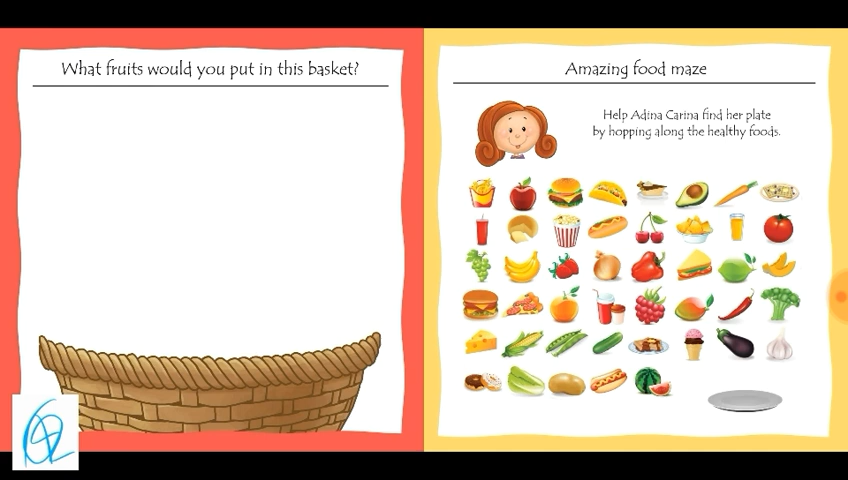 What fruits would you put in this basket?
Amazing food maze
Help Adina Carina find her plate
by hopping along the healthy foods.